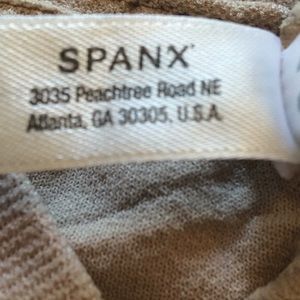 SPANX®
3035 Peachtree Road NE
Atlanta, GA 30305, U.S.A.